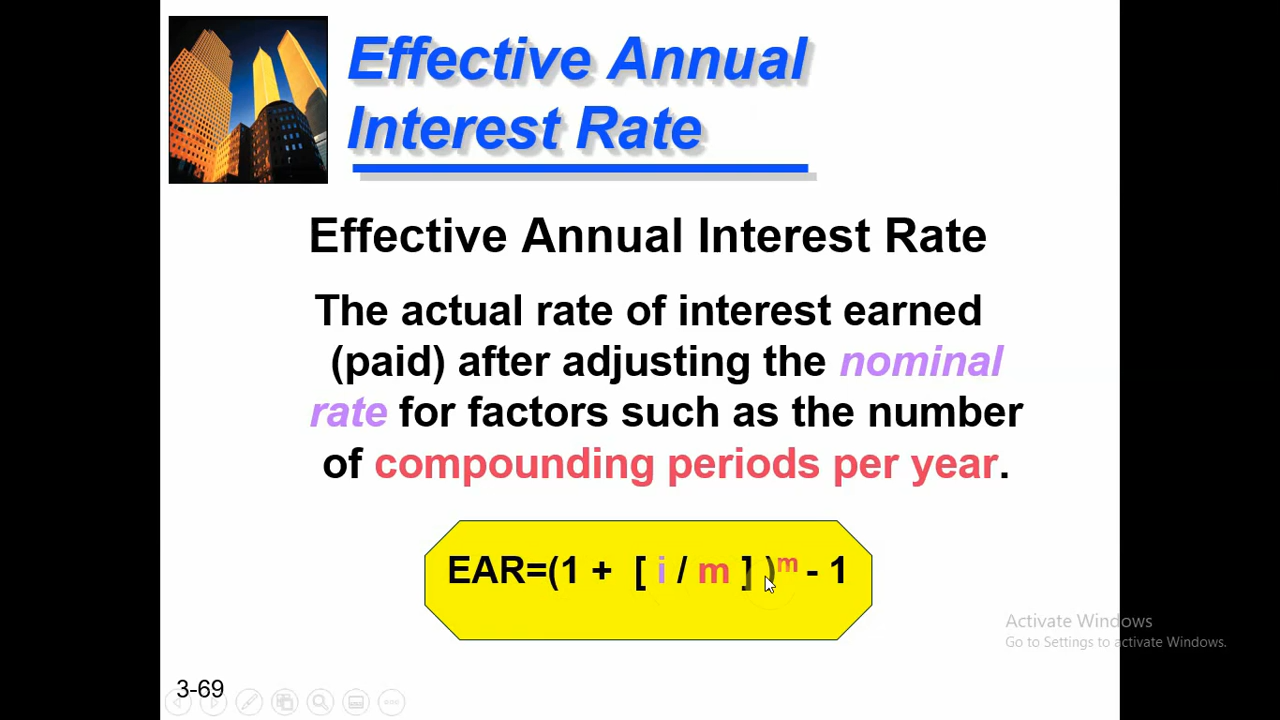 Effective Annual
Interest Rate
Effective Annual Interest Rate
The actual rate of interest earned
(paid) after adjusting the nominal
rate for factors such as the number
of compounding periods per year.
EAR=(1 + [ i / m ] )^m - 1
Activate Windows
Go to Settings to activate Windows.
3-69